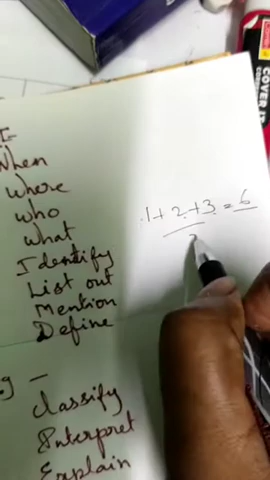 I-
When
Where
Who
What
1+2+3=6
Identify
List out
Mention
Define
Classify
Interpret
Explain